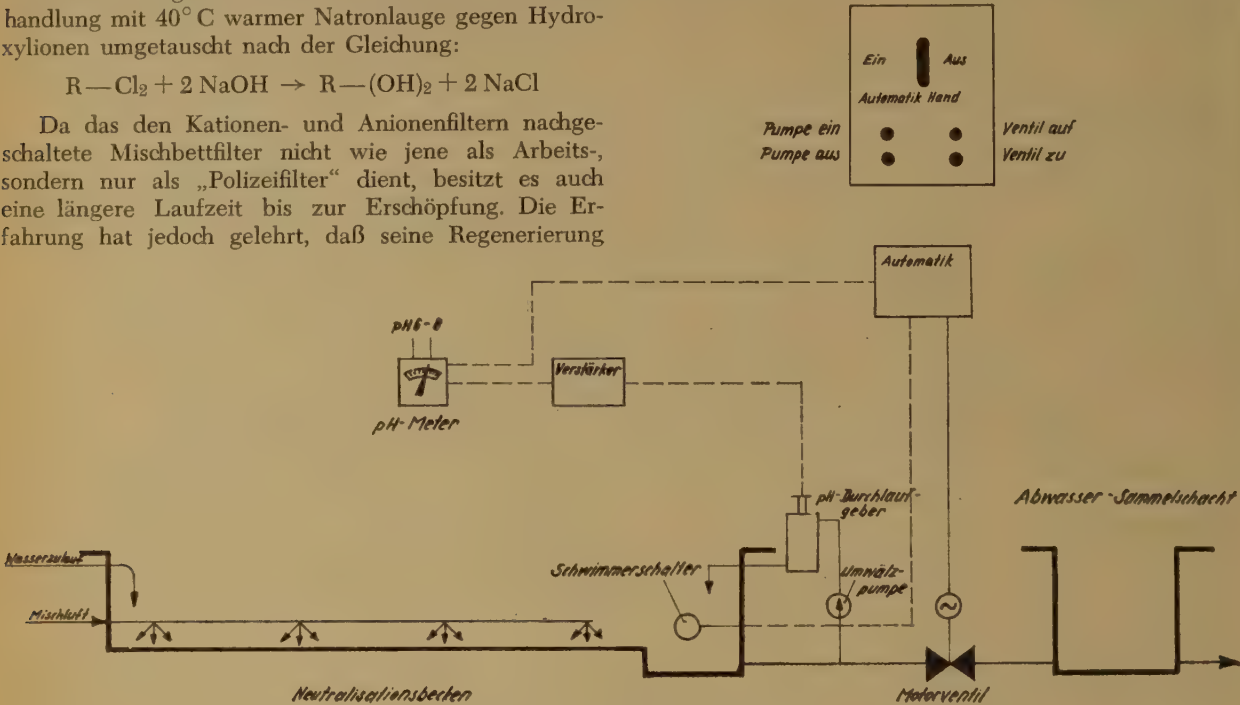 handlung mit 40° C warmer Natronlauge gegen Hydro-
xylionen umgetauscht nach der Gleichung:
R—Cl₂ + 2 NaOH → R—(OH)₂ + 2 NaCl
Da das den Kationen- und Anionenfiltern nachge-
schaltete Mischbettfilter nicht wie jene als Arbeits-,
sondern nur als „Polizeifilter“ dient, besitzt es auch
eine längere Laufzeit bis zur Erschöpfung. Die Er-
fahrung hat jedoch gelehrt, daß seine Regenerierung
Ein Aus
Automatik Hand
Pumpe ein Ventil auf
Pumpe aus Ventil zu
Automatik
pH 6-8
Verstärker
pH-Meter
pH-Durchlauf-
geber
Abwasser-Sammelschacht
Wasserzulauf
Schwimmerschalter
Umwälz-
pumpe
Mischluft
Neutralisationsbecken
Motorventil